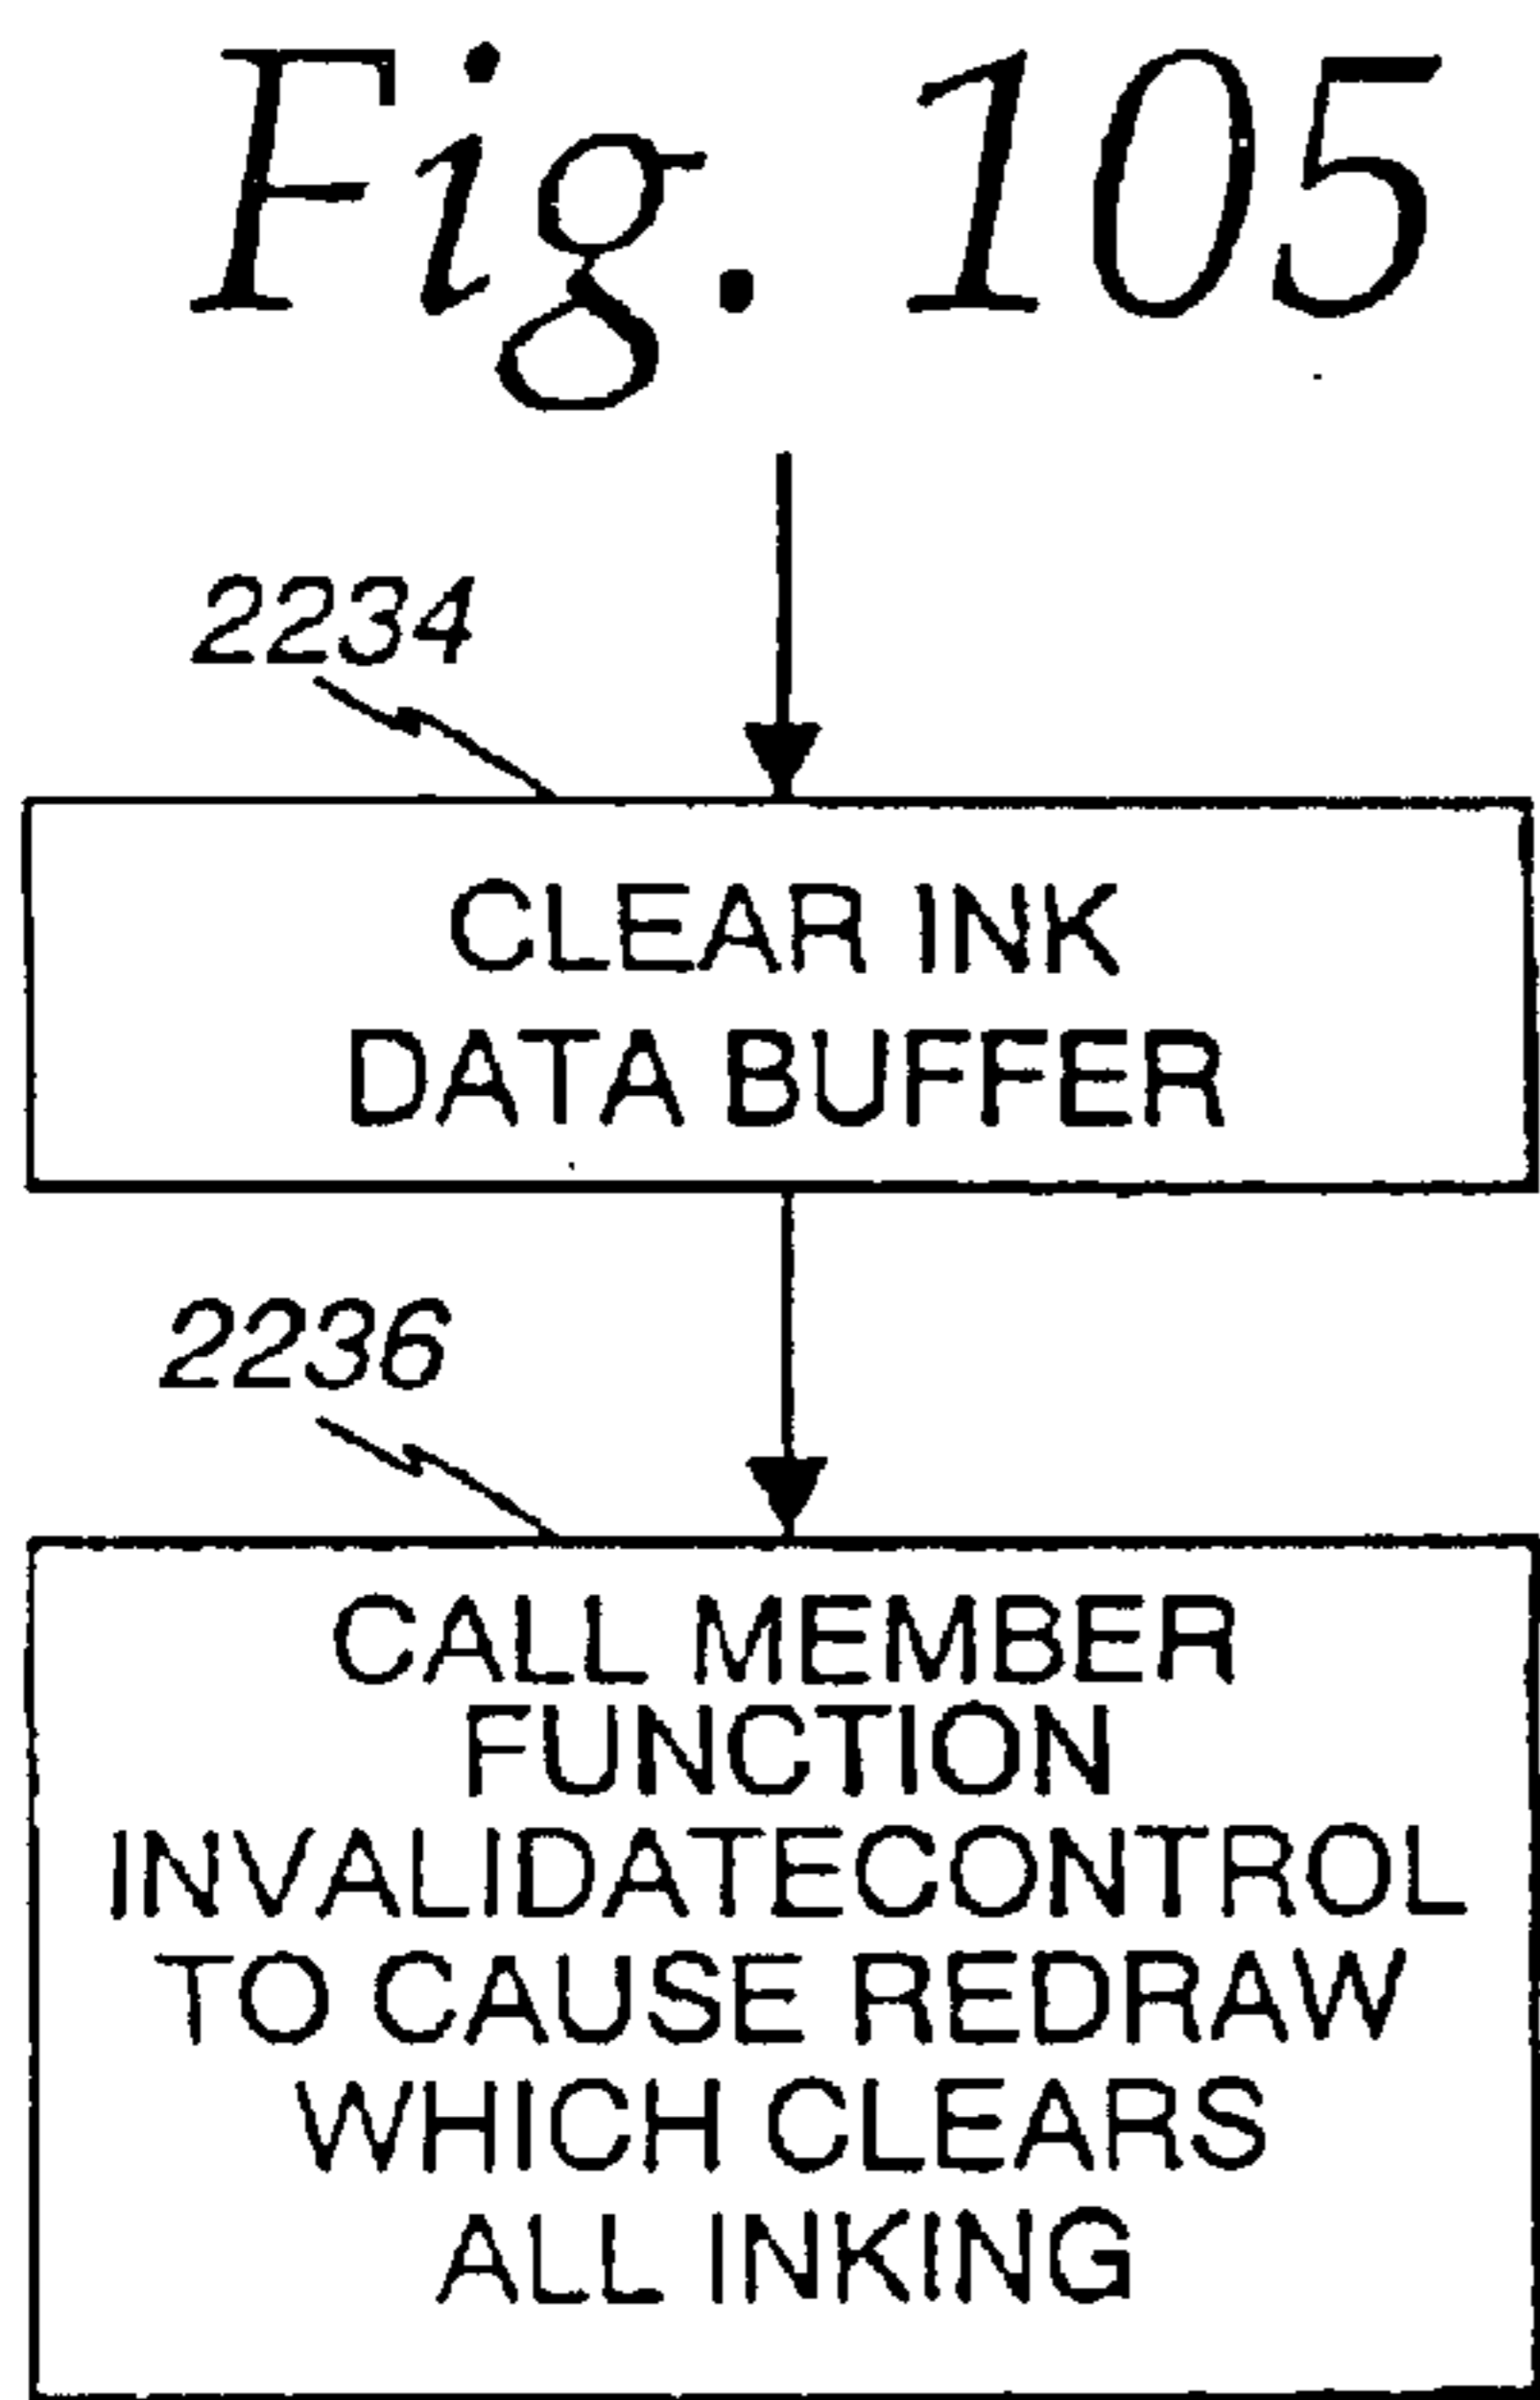 Fig. 105
2234
CLEAR INK
DATA BUFFER
2236
CALL MEMBER
FUNCTION
INVALIDATECONTROL
TO CAUSE REDRAW
WHICH CLEARS
ALL INKING